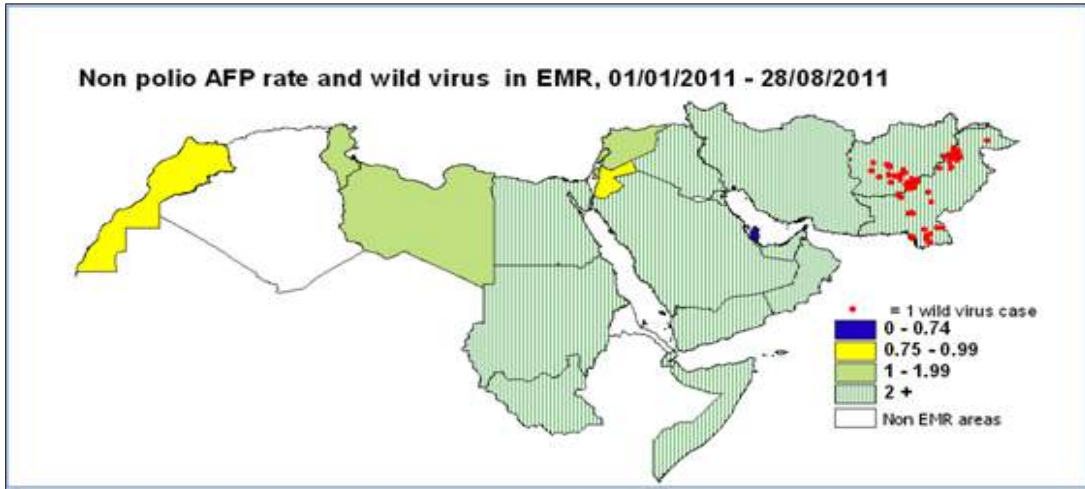 Non polio AFP rate and wild virus in EMR, 01/01/2011 - 28/08/2011
= 1 wild virus case
0 - 0.74
0.75 - 0.99
1 - 1.99
2 +
Non EMR areas